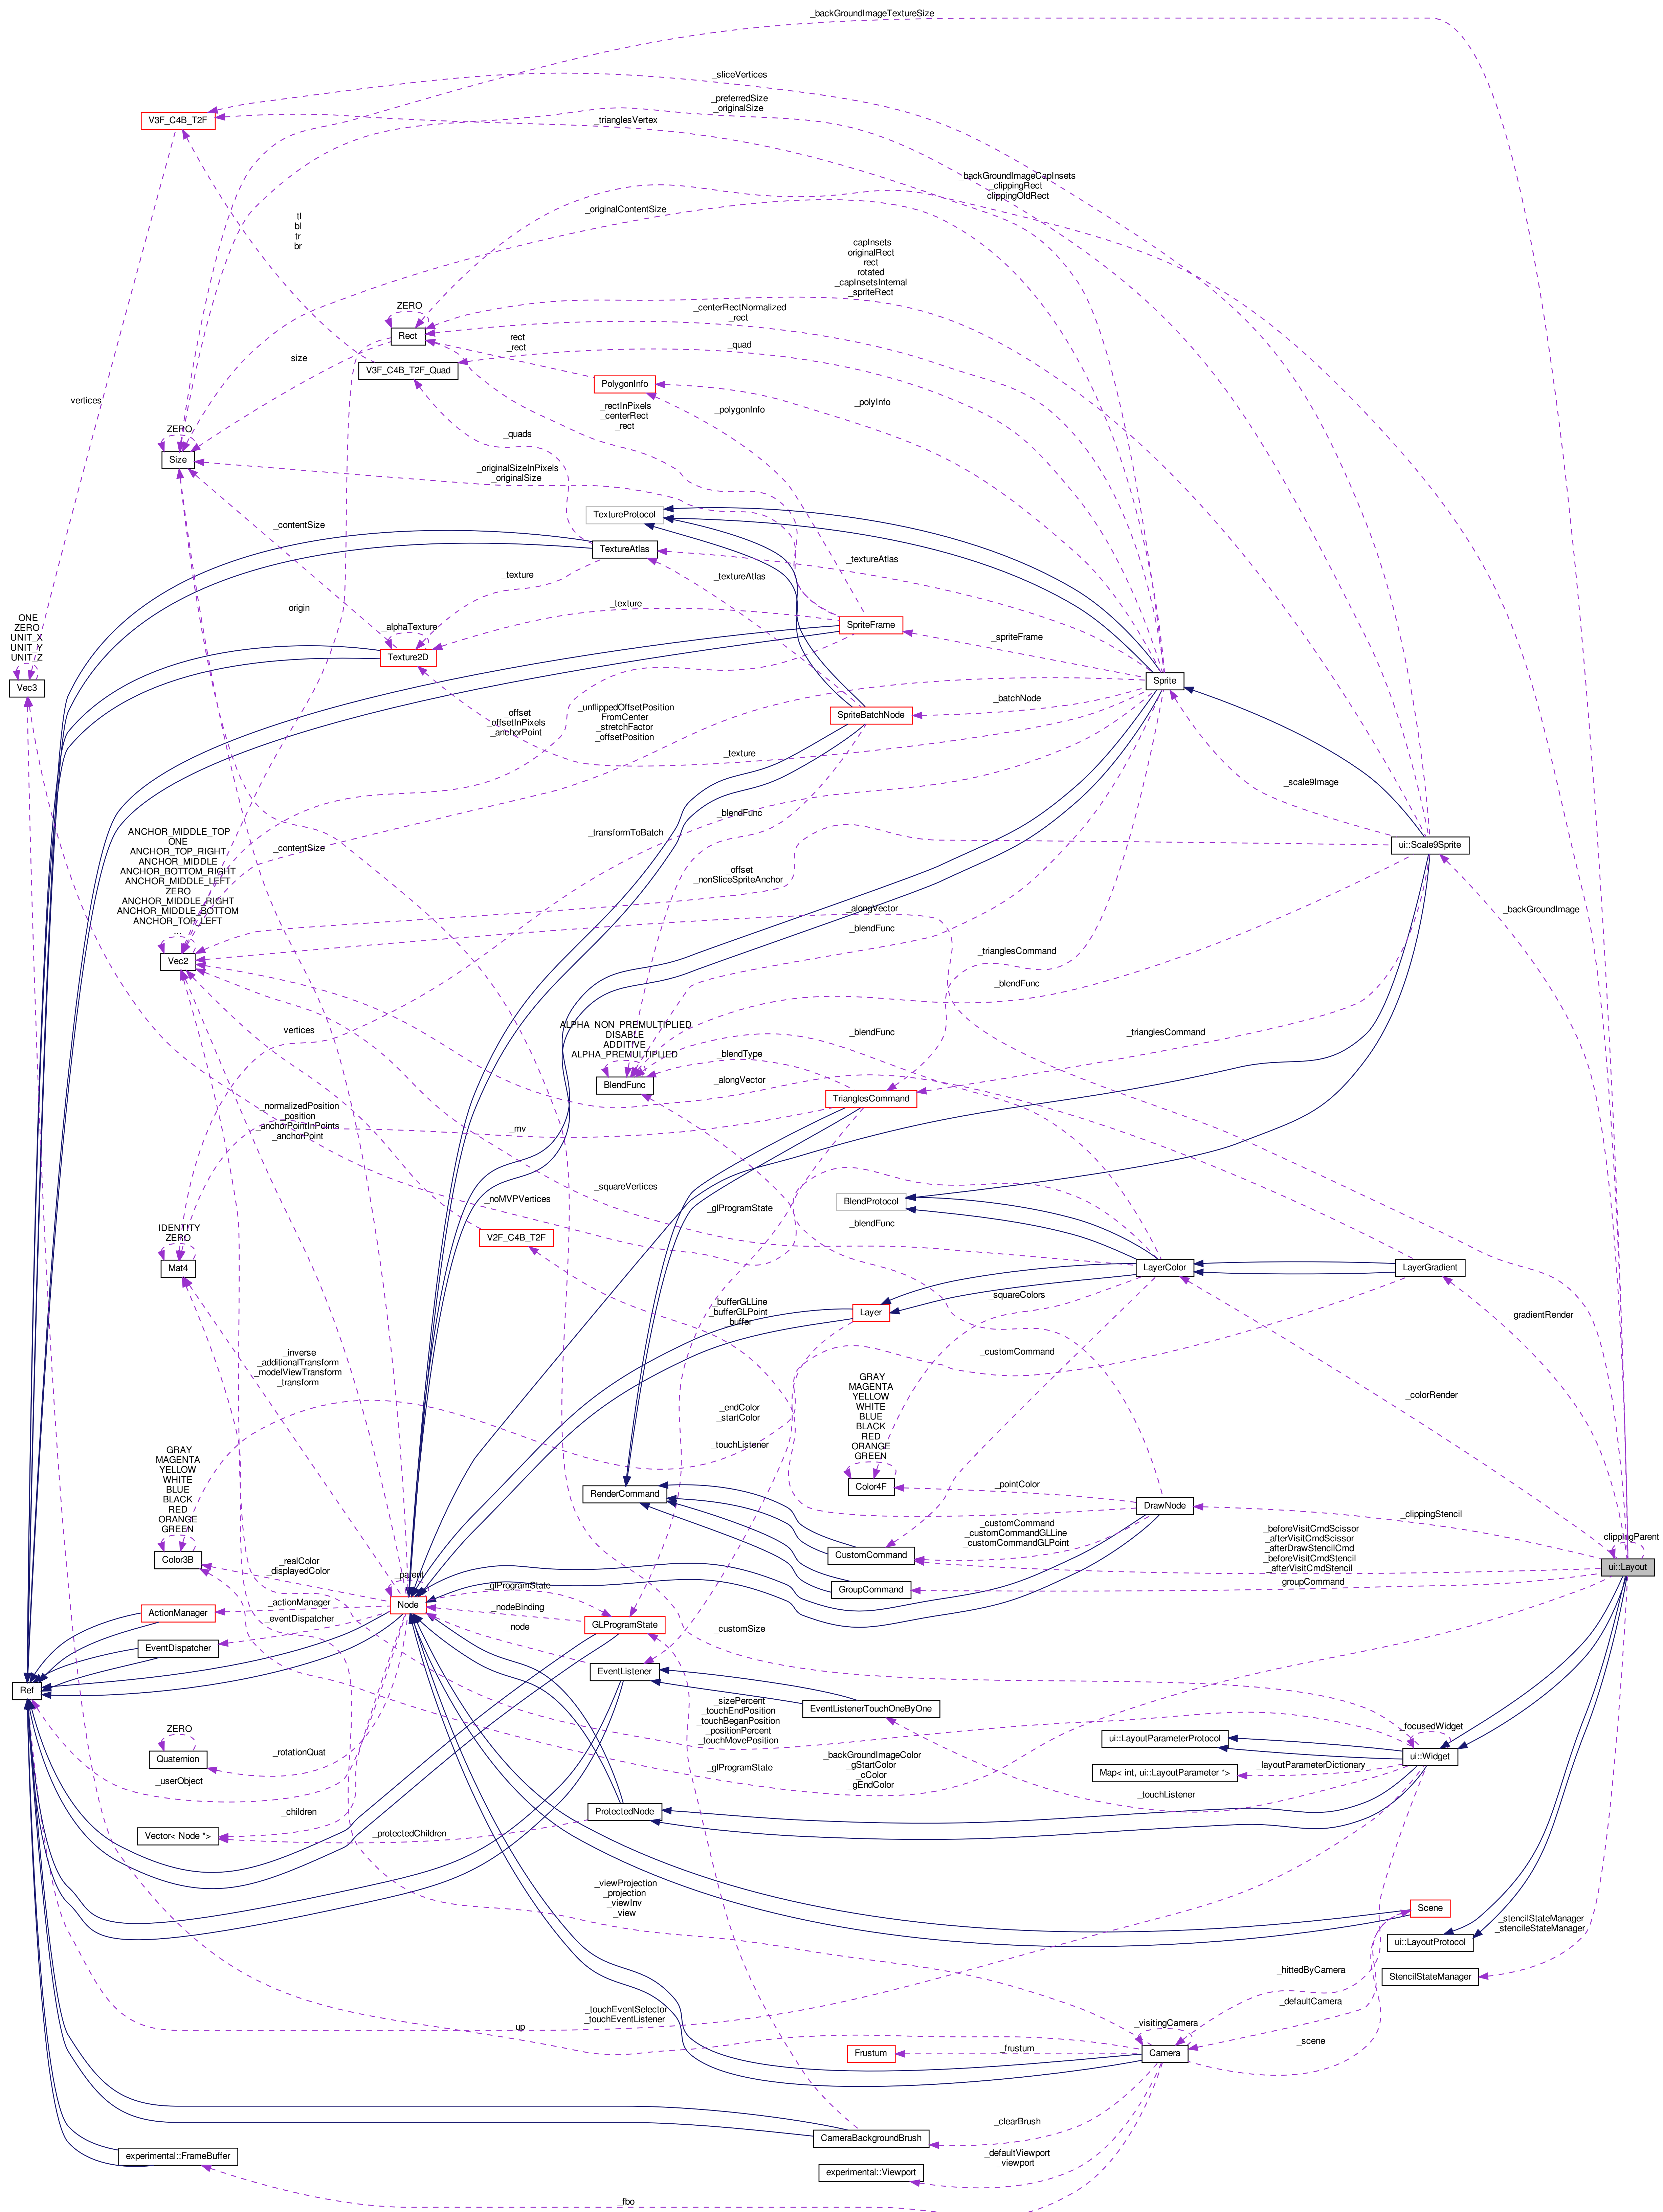 _backGroundImageTextureSize
_sliceVertices
_preferredSize
_originalSize
V3F_C4B_T2F
_trianglesVertex
_backGroundImageCapInsets
_clippingRect
_clippingOldRect
_originalContentSize
tl
bl
tr
br
capInsets
originalRect
rect
rotated
_capInsetsInternal
_spriteRect
ZERO
_centerRectNormalized
_rect
Rect
rect
_rect
_quad
size
V3F_C4B_T2F_Quad
PolygonInfo
_polyInfo
vertices
_rectInPixels
_centerRect
_rect
_polygonInfo
ZERO
_quads
Size
_originalSizeInPixels
_originalSize
TextureProtocol
_contentSize
TextureAtlas
_textureAtlas
_texture
_textureAtlas
origin
_texture
ONE
ZERO
UNIT_X
UNIT_Y
UNIT_Z
_alphaTexture
SpriteFrame
_spriteFrame
Texture2D
Sprite
Vec3
_batchNode
_offset
_offsetInPixels
_anchorPoint
_unflippedOffsetPosition
FromCenter
_stretchFactor
_offsetPosition
SpriteBatchNode
_texture
_scale9Image
_blendFunc
_transformToBatch
ANCHOR_MIDDLE_TOP
ONE
ANCHOR_TOP_RIGHT
ANCHOR_MIDDLE
ANCHOR_BOTTOM_RIGHT
ANCHOR_MIDDLE_LEFT
ZERO
ANCHOR_MIDDLE_RIGHT
ANCHOR_MIDDLE_BOTTOM
ANCHOR_TOP_LEFT
...
_contentSize
ui::Scale9Sprite
_offset
_nonSliceSpriteAnchor
_alongVector
_backGroundImage
_blendFunc
_trianglesCommand
Vec2
_blendFunc
vertices
ALPHA_NON_PREMULTIPLIED
DISABLE
ADDITIVE
ALPHA_PREMULTIPLIED
_blendFunc
_trianglesCommand
_blendType
BlendFunc
_alongVector
TrianglesCommand
_normalizedPosition
_position
_anchorPointInPoints
_anchorPoint
_mv
_squareVertices
_noMVPVertices
BlendProtocol
_glProgramState
_blendFunc
IDENTITY
ZERO
V2F_C4B_T2F
Mat4
LayerColor
LayerGradient
_squareColors
_bufferGLLine
_bufferGLPoint
_buffer
Layer
_gradientRender
_inverse
_additionalTransform
_modelViewTransform
_transform
_customCommand
GRAY
MAGENTA
YELLOW
WHITE
BLUE
BLACK
RED
ORANGE
GREEN
_colorRender
_endColor
_startColor
_touchListener
GRAY
MAGENTA
YELLOW
WHITE
BLUE
BLACK
RED
ORANGE
GREEN
Color4F
_pointColor
RenderCommand
DrawNode
_clippingStencil
_customCommand
_customCommandGLLine
_customCommandGLPoint
_beforeVisitCmdScissor
_afterVisitCmdScissor
_afterDrawStencilCmd
_beforeVisitCmdStencil
_afterVisitCmdStencil
_clippingParent
Color3B
CustomCommand
ui::Layout
_realColor
_displayedColor
_parent
_glProgramState
GroupCommand
_groupCommand
_actionManager
Node
_nodeBinding
ActionManager
_eventDispatcher
_node
GLProgramState
_customSize
EventDispatcher
EventListener
Ref
EventListenerTouchOneByOne
_sizePercent
_touchEndPosition
_touchBeganPosition
_positionPercent
_touchMovePosition
_focusedWidget
ZERO
ui::LayoutParameterProtocol
ui::Widget
Quaternion
_rotationQuat
_backGroundImageColor
_gStartColor
_cColor
_gEndColor
_glProgramState
_layoutParameterDictionary
Map< int, ui::LayoutParameter *>
_userObject
_touchListener
_children
ProtectedNode
Vector< Node *>
_protectedChildren
_viewProjection
_projection
_viewInv
_view
Scene
_stencilStateManager
_stencileStateManager
ui::LayoutProtocol
_hittedByCamera
StencilStateManager
_defaultCamera
_touchEventSelector
_touchEventListener
_up
_visitingCamera
_scene
Frustum
_frustum
Camera
_clearBrush
CameraBackgroundBrush
experimental::FrameBuffer
_defaultViewport
_viewport
experimental::Viewport
_fbo